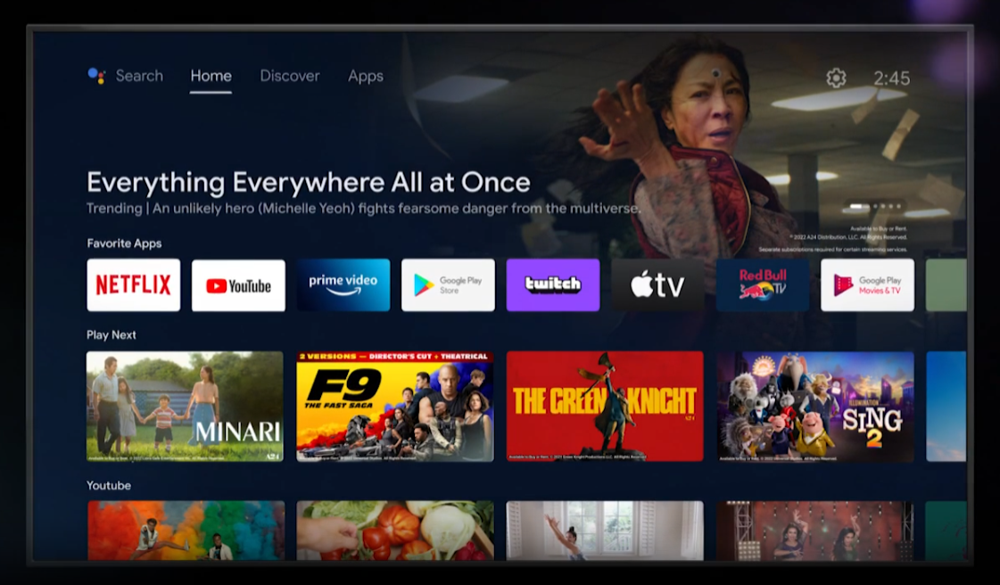 Search Home Discover Apps 2:45
Everything Everywhere All at Once
Trending | An unlikely hero (Michelle Yeoh) fights fearsome danger from the multiverse.
Available to Buy or Rent.
© 2022 A24 Distribution, LLC. All Rights Reserved.
Separate subscriptions required for certain streaming services.
Favorite Apps
NETFLIX
YouTube
prime video
Google Play
Store
twitch
tv
Red Bull
TV
Google Play
Movies & TV
Play Next
MINARI
A24
2 VERSIONS — DIRECTOR'S CUT + THEATRICAL
F9
THE FAST SAGA
THE GREEN KNIGHT
A24
ILLUMINATION
SING
2
Youtube